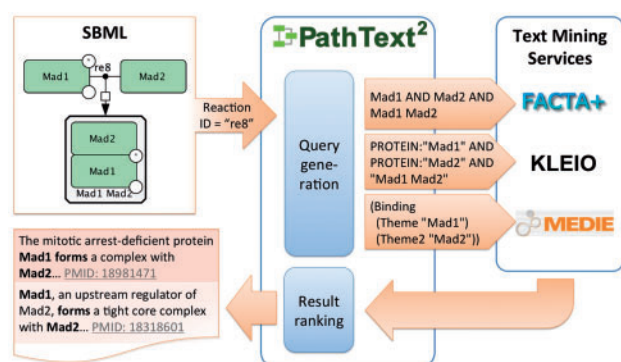 SBML
Mad1
re8
Mad2
Mad2
Mad1
Mad1 Mad2
Reaction
ID = "re8"
PathText2
Query
gene-
ration
Mad1 AND Mad2 AND
Mad1 Mad2
PROTEIN:"Mad1" AND
PROTEIN:"Mad2" AND
"Mad1 Mad2"
(Binding
(Theme "Mad1")
(Theme2 "Mad2"))
Text Mining
Services
FACTA+
KLEIO
MEDIE
Result
ranking
The mitotic arrest-deficient protein
Mad1 forms a complex with
Mad2... PMID: 18981471
Mad1, an upstream regulator of
Mad2, forms a tight core complex
with Mad2... PMID: 18318601